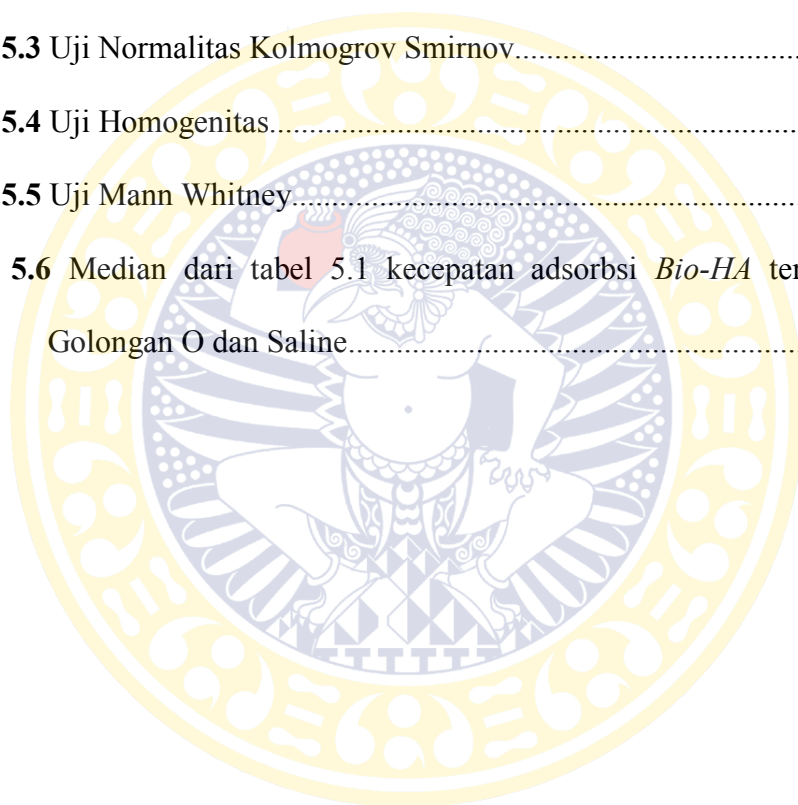 5.3 Uji Normalitas Kolmogrov Smirnov.......................................
5.4 Uji Homogenitas.......................................................................
5.5 Uji Mann Whitney....................................................................
5.6 Median dari tabel 5.1 kecepatan adsorbsi Bio-HA
Golongan O dan Saline............................................................